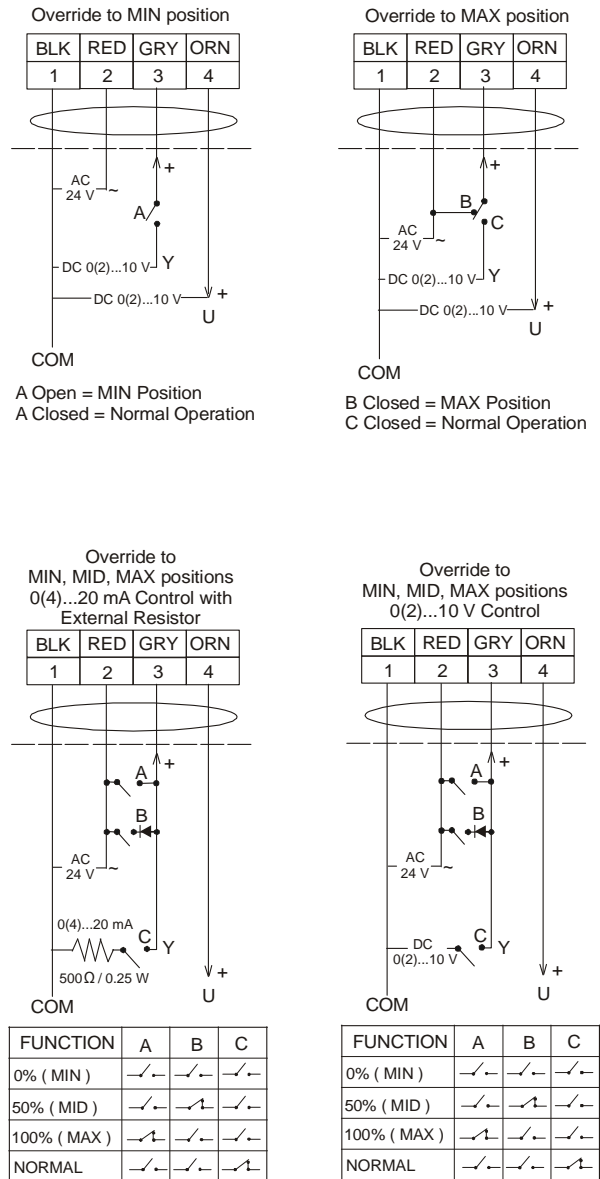 Override to MIN position
BLK RED GRY ORN
1 2 3 4
+
AC
24 V ~
A
DC 0(2)...10 V Y
DC 0(2)...10 V +
U
COM
A Open = MIN Position
A Closed = Normal Operation
Override to MAX position
BLK RED GRY ORN
1 2 3 4
+
B
C
AC
24 V ~
DC 0(2)...10 V Y
DC 0(2)...10 V +
U
COM
B Closed = MAX Position
C Closed = Normal Operation
Override to
MIN, MID, MAX positions
0(4)...20 mA Control with
External Resistor
BLK RED GRY ORN
1 2 3 4
+
A
B
AC
24 V ~
0(4)...20 mA
C Y
500Ω / 0.25 W
+
U
COM
FUNCTION A B C
0% ( MIN )
50% ( MID )
100% ( MAX )
NORMAL
Override to
MIN, MID, MAX positions
0(2)...10 V Control
BLK RED GRY ORN
1 2 3 4
+
A
B
AC
24 V ~
DC
0(2)...10 V
C Y
+
U
COM
FUNCTION A B C
0% ( MIN )
50% ( MID )
100% ( MAX )
NORMAL